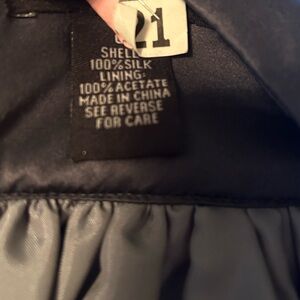 21
SHELL:
100% SILK
LINING:
100% ACETATE
MADE IN CHINA
SEE REVERSE
FOR CARE